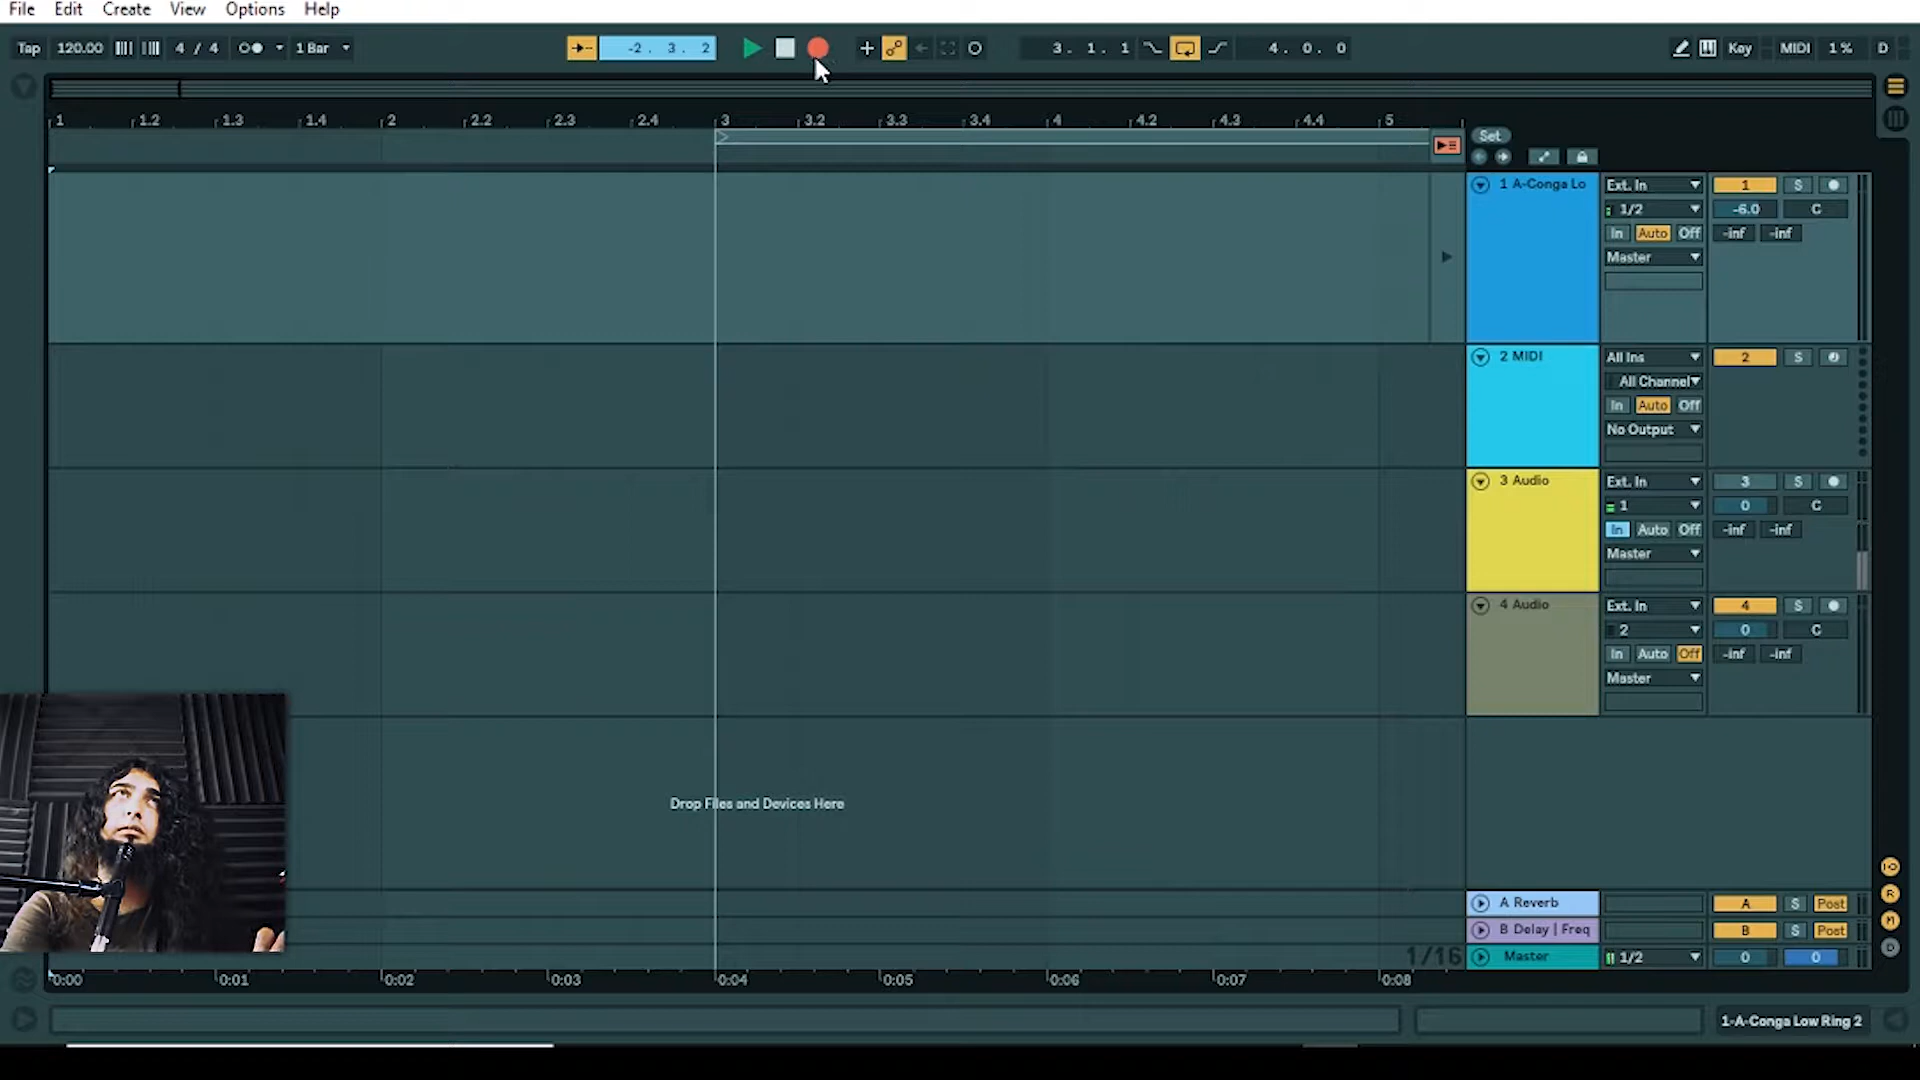 File Edit Create View Options Help
Tap 120.00 4 / 4 1 Bar -2. 3. 2 3. 1. 1 4. 0. 0 Key MIDI 1 % D
1 1.2 1.3 1.4 2 2.2 2.3 2.4 3 3.2 3.3 3.4 4 4.2 4.3 4.4 5
Set
1 A-Conga Lo Ext. In 1 S
1/2 -6.0 C
In Auto Off -inf -inf
Master
2 MIDI All Ins 2 S
All Channel
In Auto Off
No Output
3 Audio Ext. In 3 S
1 0 C
In Auto Off -inf -inf
Master
4 Audio Ext. In 4 S
2 0 C
In Auto Off -inf -inf
Master
Drop Files and Devices Here
A Reverb A S Post
B Delay | Freq B S Post
1/16 Master 1/2 0 0
0:00 0:01 0:02 0:03 0:04 0:05 0:06 0:07 0:08
I·O
R
M
D
1-A-Conga Low Ring 2